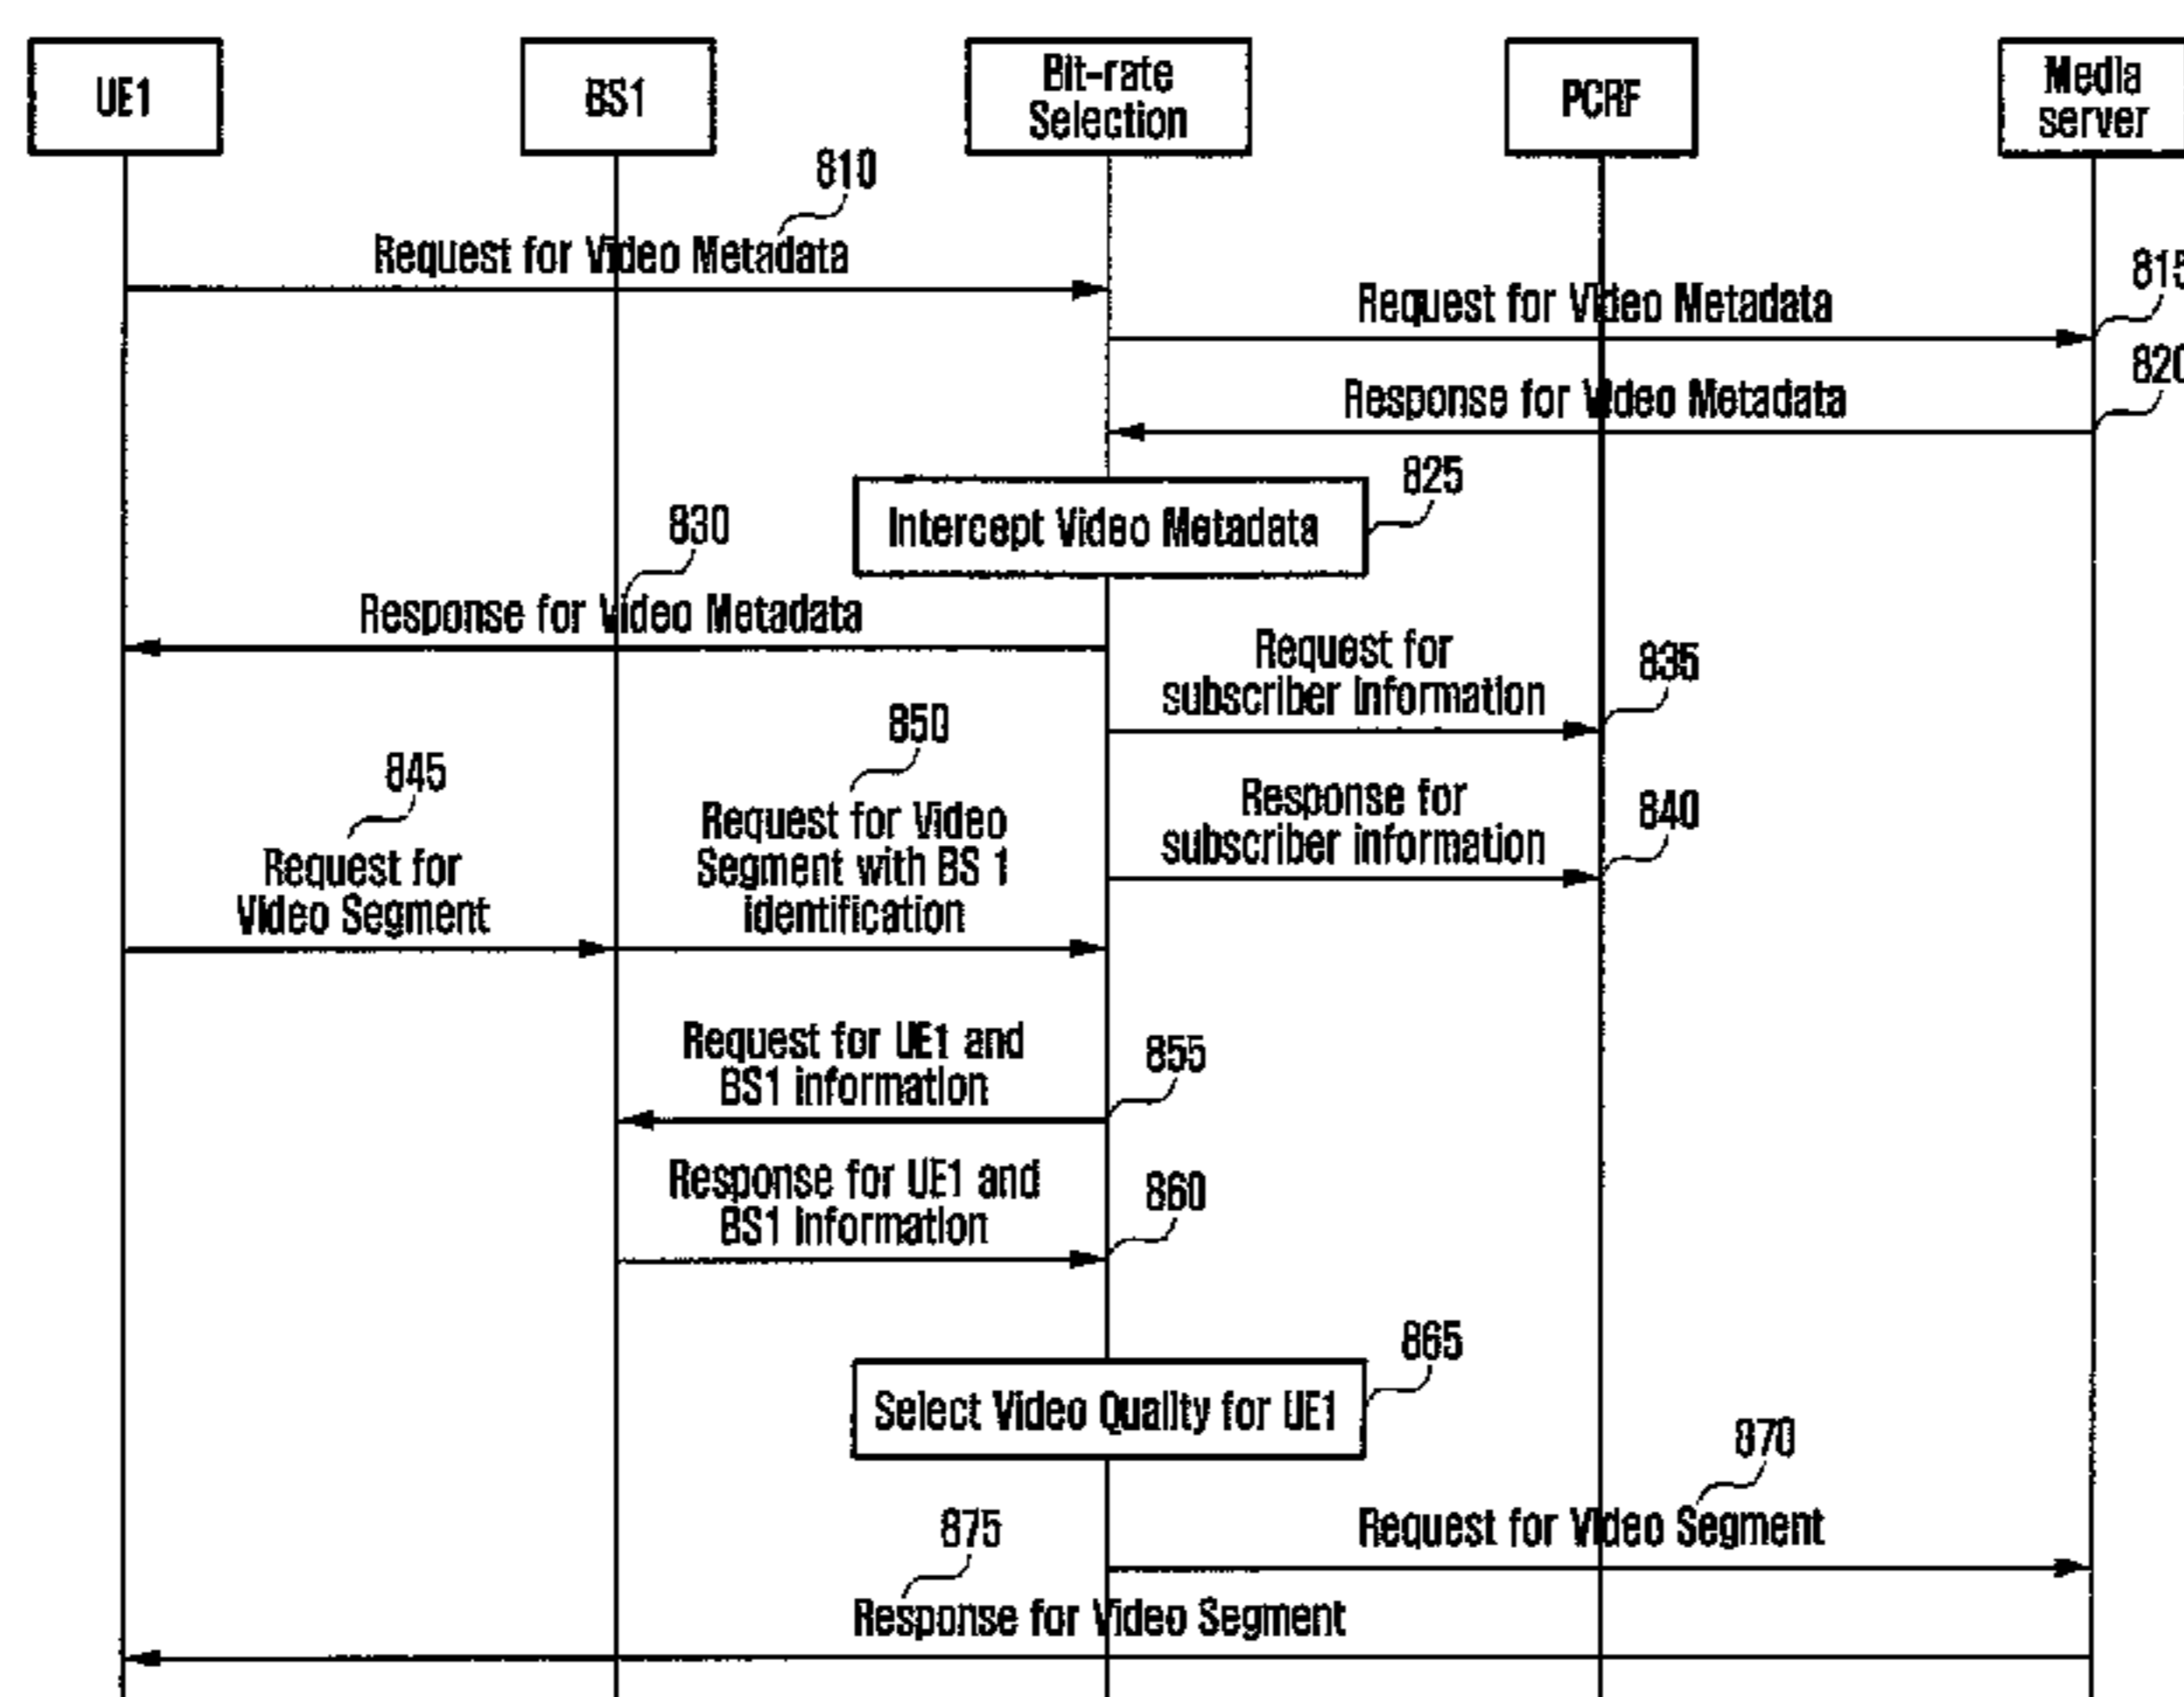 UE1
BS1
Bit-rate
Selection
PCRF
Media
server
810
Request for Video Metadata
815
Request for Video Metadata
820
Response for Video Metadata
825
Intercept Video Metadata
830
Response for Video Metadata
Request for
subscriber information
835
845
Request for
Video Segment
850
Request for Video
Segment with BS 1
identification
Response for
subscriber information
840
Request for UE1 and
BS1 information
855
Response for UE1 and
BS1 information
860
865
Select Video Quality for UE1
870
Request for Video Segment
875
Response for Video Segment